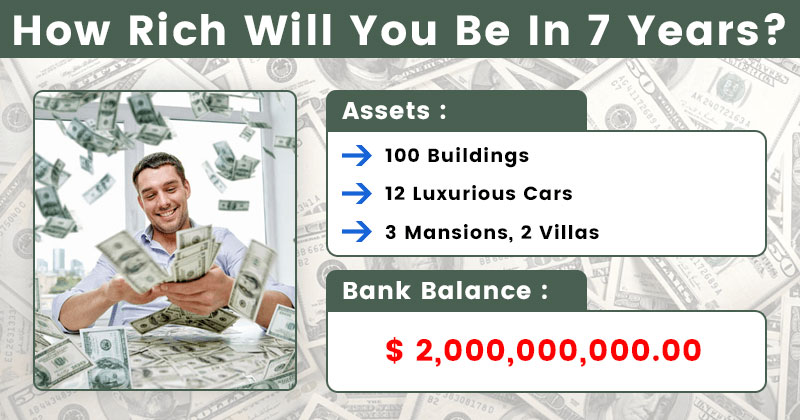 How Rich Will You Be In 7 Years?
Assets :
100 Buildings
12 Luxurious Cars
3 Mansions, 2 Villas
Bank Balance :
$ 2,000,000,000.00